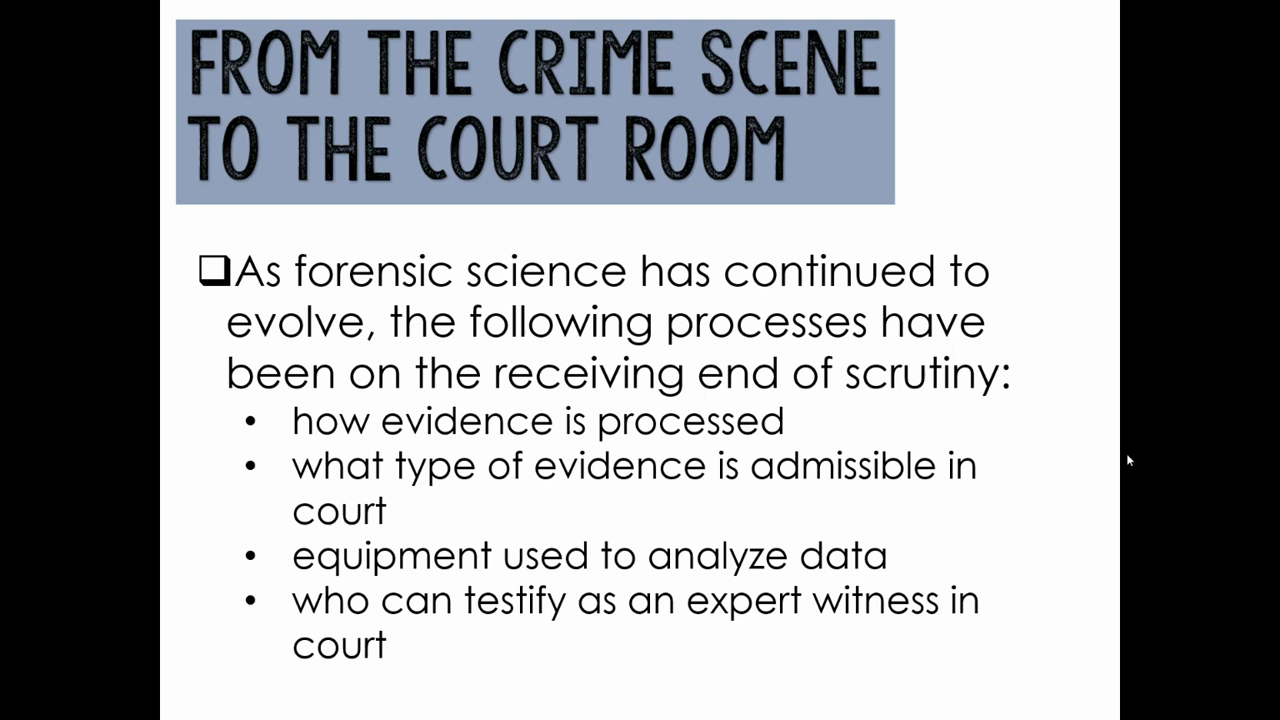 FROM THE CRIME SCENE
TO THE COURT ROOM
❑As forensic science has continued to
evolve, the following processes have
been on the receiving end of scrutiny:
• how evidence is processed
• what type of evidence is admissible in
court
• equipment used to analyze data
• who can testify as an expert witness in
court